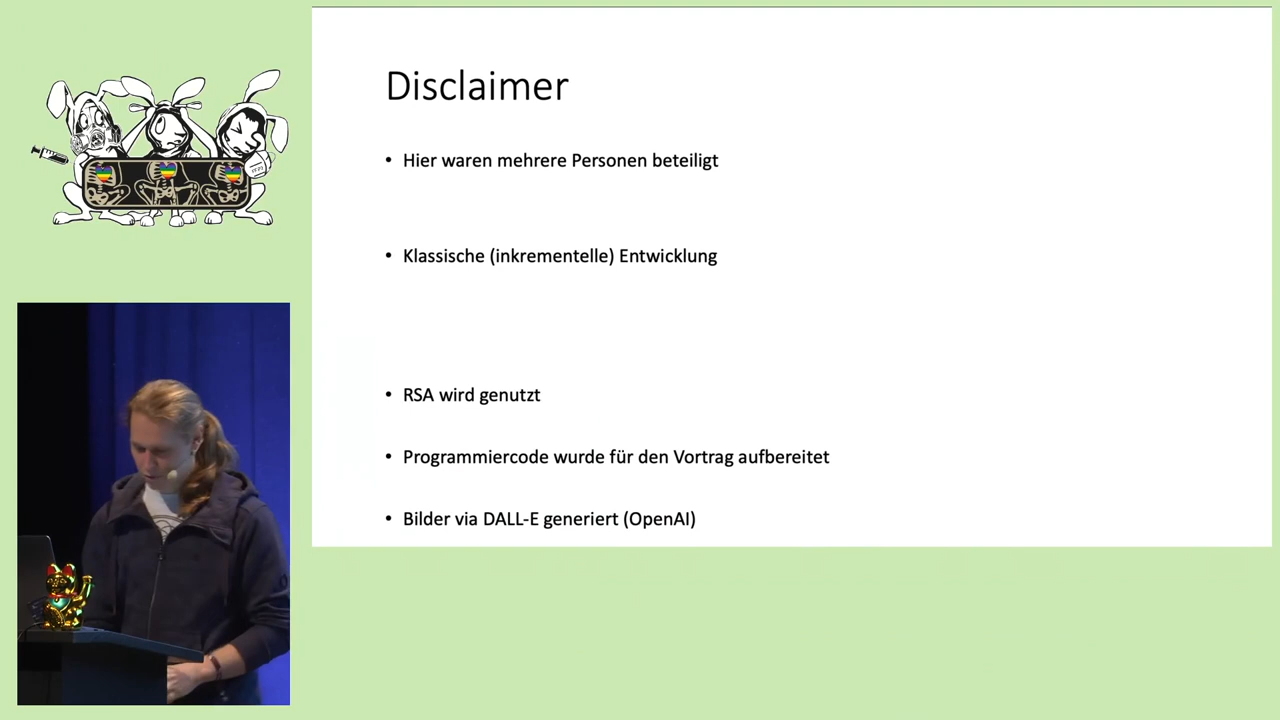 Disclaimer
• Hier waren mehrere Personen beteiligt
• Klassische (inkrementelle) Entwicklung
• RSA wird genutzt
• Programmiercode wurde für den Vortrag aufbereitet
• Bilder via DALL-E generiert (OpenAI)